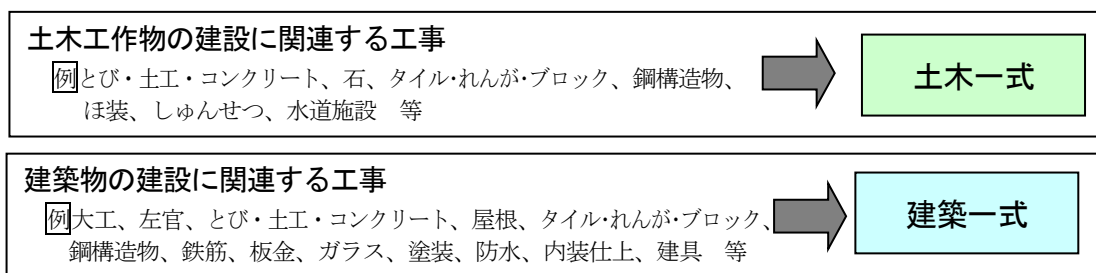 土木工作物の建設に関連する工事
例とび・土工・コンクリート、石、タイル・れんが・ブロック、鋼構造物、
ほ装、しゅんせつ、水道施設　等
土木一式
建築物の建設に関連する工事
例大工、左官、とび・土工・コンクリート、屋根、タイル・れんが・ブロック、
鋼構造物、鉄筋、板金、ガラス、塗装、防水、内装仕上、建具　等
建築一式